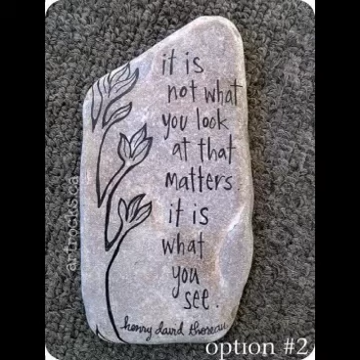 it is
not what
you look
at that
matters.
it is
what
you
see.
henry david thoreau
artrocks.ca
option #2